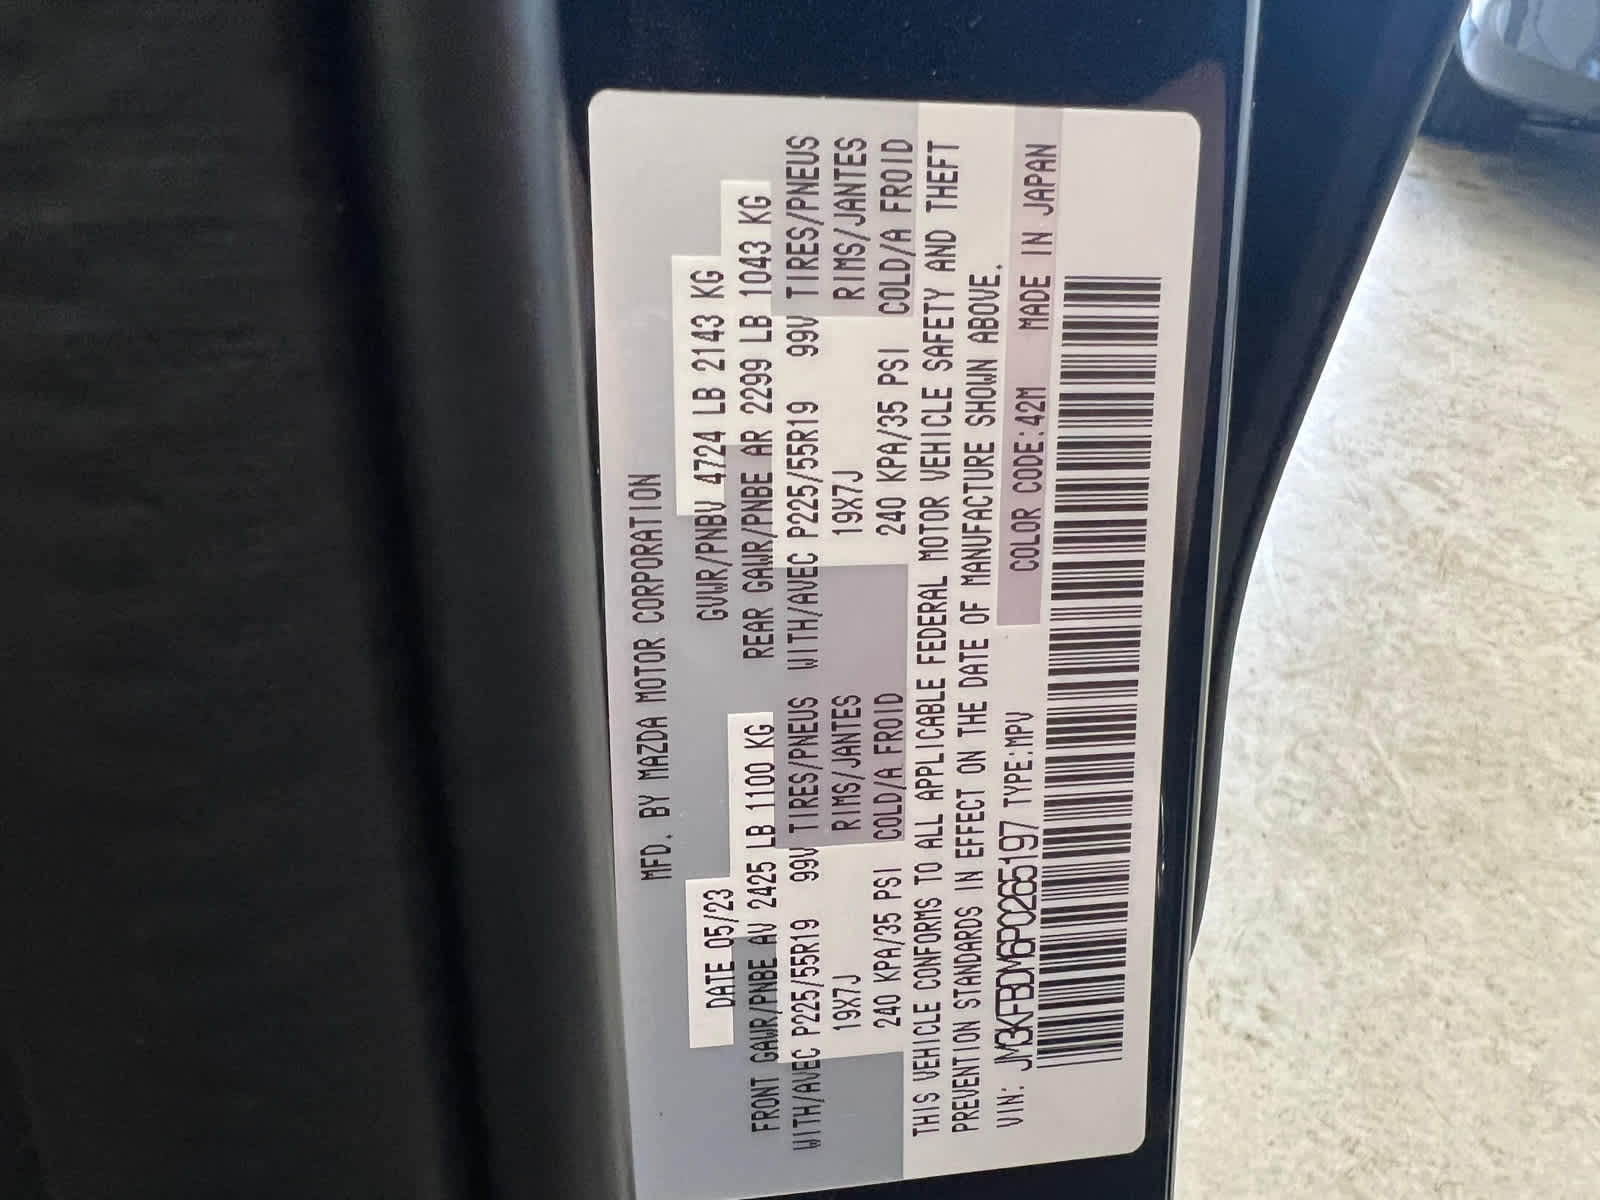 MFD. BY MAZDA MOTOR CORPORATION
DATE 05/23 GVWR/PNBV 4724 LB 2143 KG
FRONT GAWR/PNBE AV 2425 LB 1100 KG REAR GAWR/PNBE AR 2299 LB 1043 KG
WITH/AVEC P225/55R19 99V TIRES/PNEUS WITH/AVEC P225/55R19 99V TIRES/PNEUS
19X7J RIMS/JANTES 19X7J RIMS/JANTES
240 KPA/35 PSI COLD/A FROID 240 KPA/35 PSI COLD/A FROID
THIS VEHICLE CONFORMS TO ALL APPLICABLE FEDERAL MOTOR VEHICLE SAFETY AND THEFT
PREVENTION STANDARDS IN EFFECT ON THE DATE OF MANUFACTURE SHOWN ABOVE.
VIN: JM3KFBDM6P0265197 TYPE:MPV COLOR CODE:42M MADE IN JAPAN